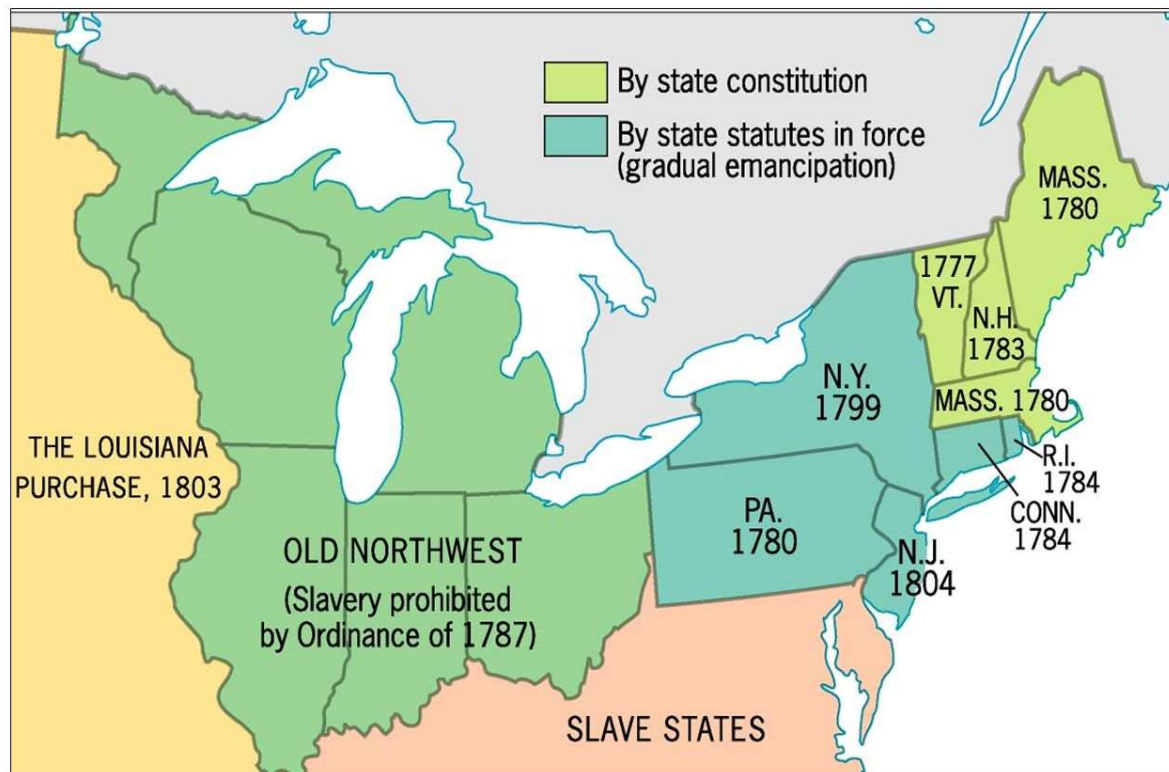 By state constitution
By state statutes in force
(gradual emancipation)
MASS.
1780
1777
VT.
N.H.
1783
N.Y.
1799
MASS. 1780
R.I.
1784
CONN.
1784
PA.
1780
N.J.
1804
THE LOUISIANA
PURCHASE, 1803
OLD NORTHWEST
(Slavery prohibited
by Ordinance of 1787)
SLAVE STATES